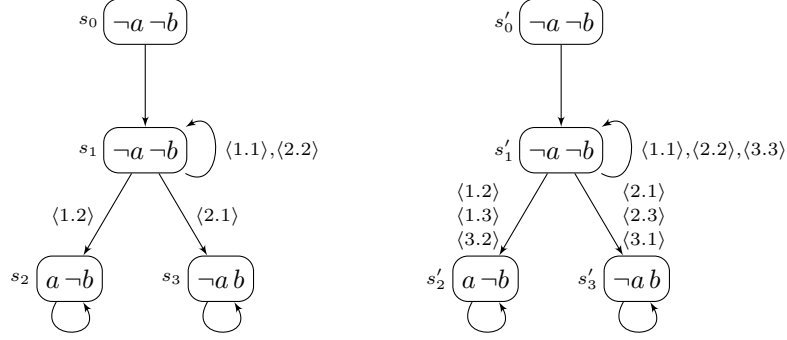 s₀ ¬a ¬b
s₁ ¬a ¬b ⟨1.1⟩,⟨2.2⟩
⟨1.2⟩ ⟨2.1⟩
s₂ a ¬b
s₃ ¬a b
s′₀ ¬a ¬b
s′₁ ¬a ¬b ⟨1.1⟩,⟨2.2⟩,⟨3.3⟩
⟨1.2⟩
⟨1.3⟩
⟨3.2⟩
⟨2.1⟩
⟨2.3⟩
⟨3.1⟩
s′₂ a ¬b
s′₃ ¬a b